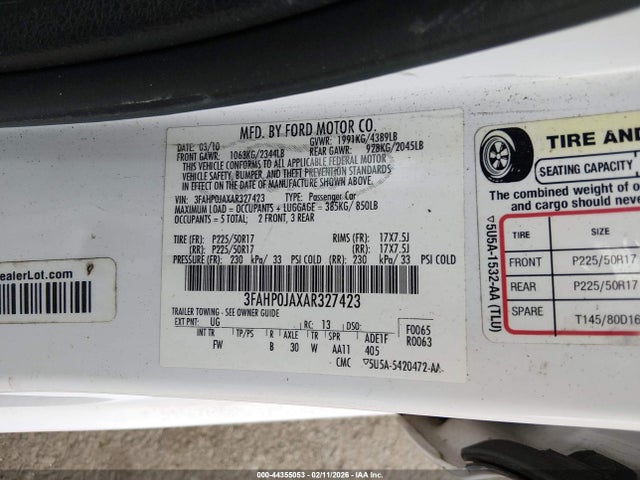 MFD. BY FORD MOTOR CO.
DATE: 03/10 GVWR: 1991KG/4389LB
FRONT GAWR: 1063KG/2344LB REAR GAWR: 928KG/2045LB
THIS VEHICLE CONFORMS TO ALL APPLICABLE FEDERAL MOTOR
VEHICLE SAFETY, BUMPER, AND THEFT PREVENTION STANDARDS
IN EFFECT ON THE DATE OF MANUFACTURE SHOWN ABOVE.
VIN: 3FAHP0JAXAR327423 TYPE: Passenger Car
MAXIMUM LOAD = OCCUPANTS + LUGGAGE = 385KG/ 850LB
OCCUPANTS = 5 TOTAL: 2 FRONT, 3 REAR
TIRE (FR): P225/50R17 RIMS (FR): 17X7.5J
(RR): P225/50R17 (RR): 17X7.5J
PRESSURE (FR): 230 kPa/ 33 PSI COLD (RR): 230 kPa/ 33 PSI COLD
3FAHP0JAXAR327423
TRAILER TOWING - SEE OWNER GUIDE
EXT PNT: UG RC: 13 DSO: F0065
R0063
INT TR TP/PS R AXLE TR SPR ADE1F
FW B 30 W AA11 405
CMC ▽5U5A-5420472-AA
ealerLot.com
TIRE AN
SEATING CAPACITY
The combined weight of o
and cargo should neve
TIRE SIZE
FRONT P225/50R17
REAR P225/50R17
SPARE T145/80D16
▽5U5A-1532-AA (TLU)
000-44355053 02/11/2026 - IAA, Inc.